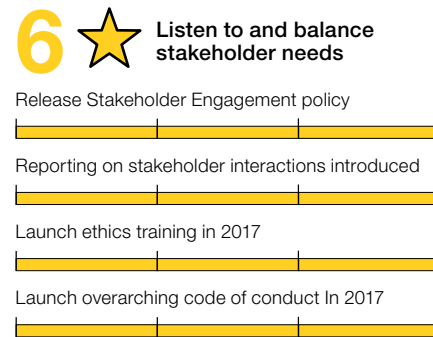 6
Listen to and balance
stakeholder needs
Release Stakeholder Engagement policy
Reporting on stakeholder interactions introduced
Launch ethics training in 2017
Launch overarching code of conduct In 2017